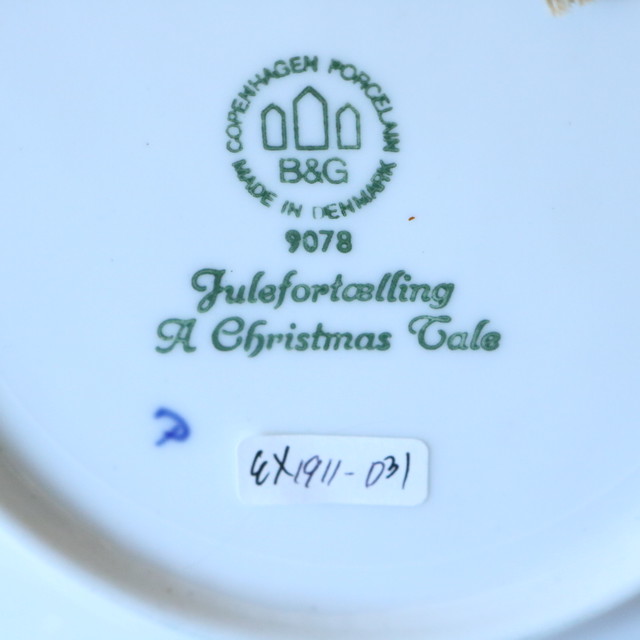 COPENHAGEN PORCELAIN
B&G
MADE IN DENMARK
9078
Julefortælling
A Christmas Tale
EX1911-031